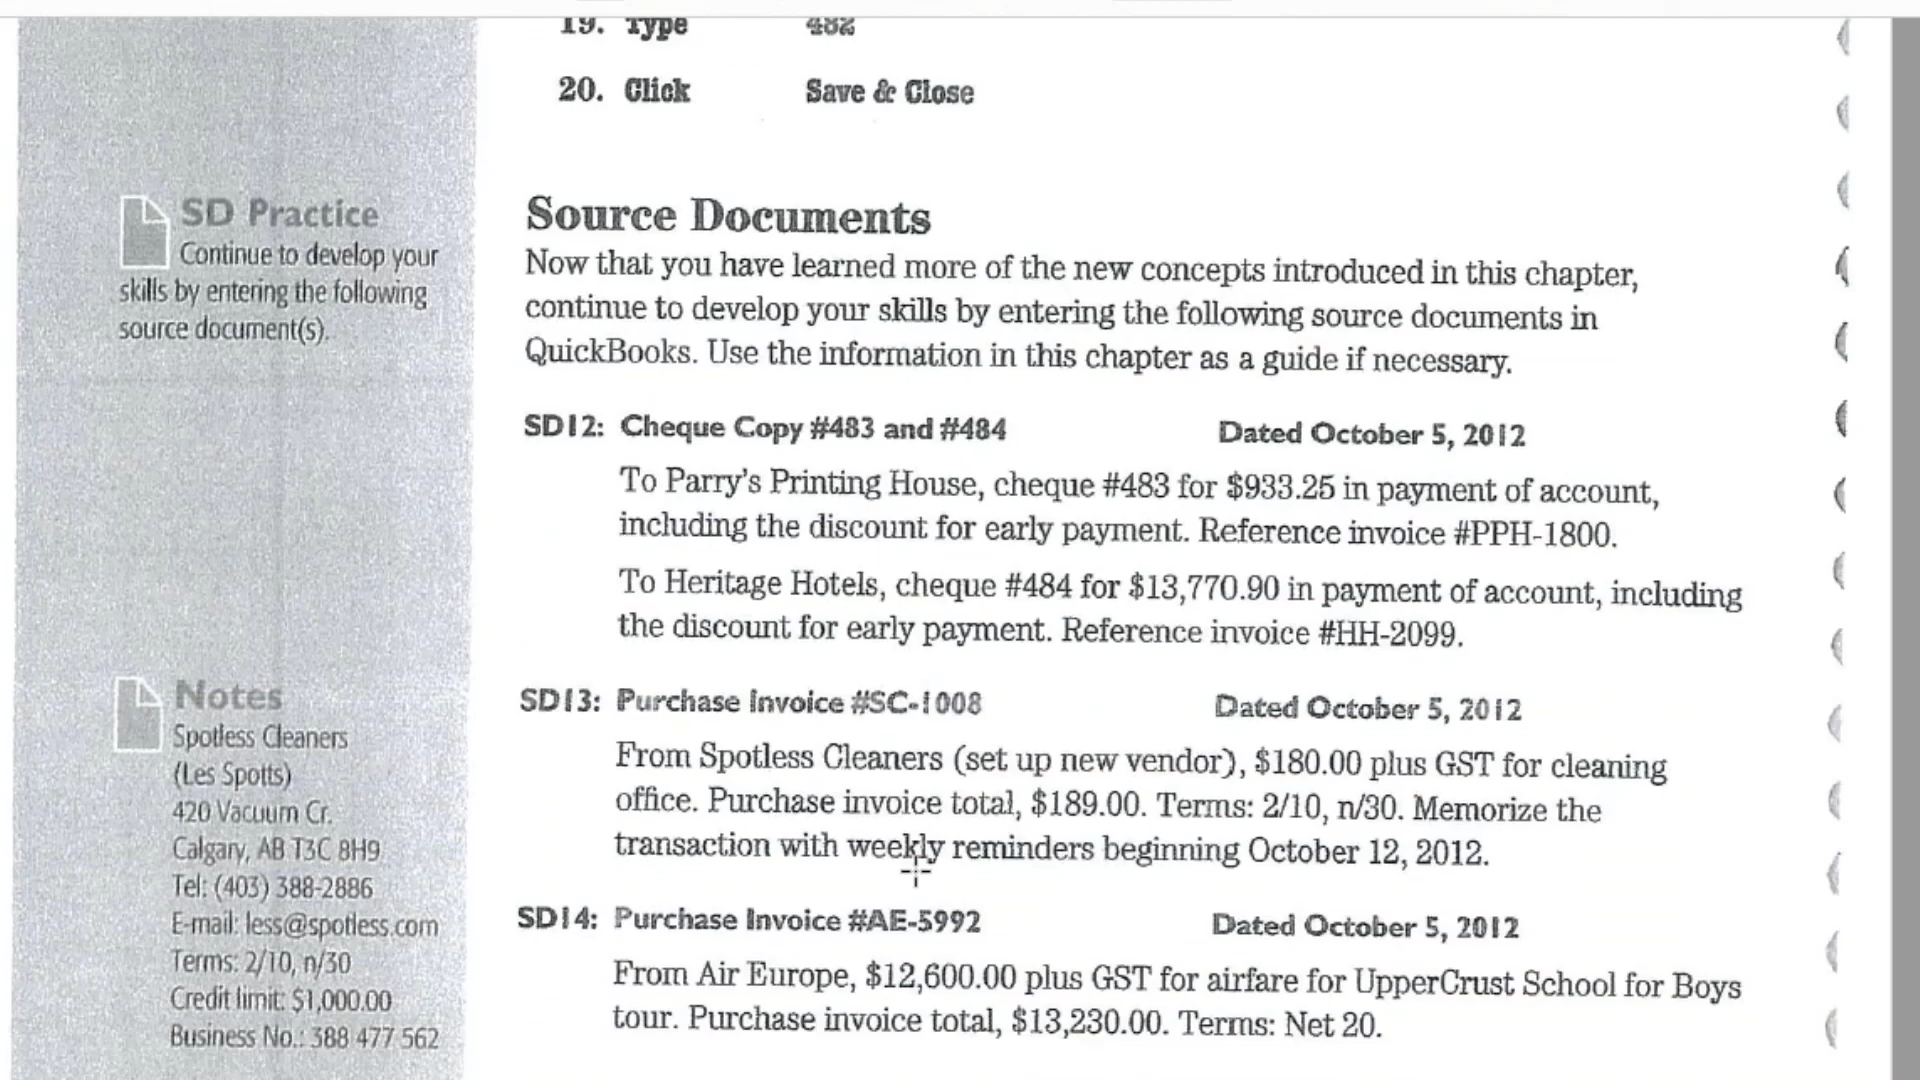 19. Type 482
20. Click Save & Close
SD Practice
Continue to develop your
skills by entering the following
source document(s).
Source Documents
Now that you have learned more of the new concepts introduced in this chapter,
continue to develop your skills by entering the following source documents in
QuickBooks. Use the information in this chapter as a guide if necessary.
SD12: Cheque Copy #483 and #484 Dated October 5, 2012
To Parry's Printing House, cheque #483 for $933.25 in payment of account,
including the discount for early payment. Reference invoice #PPH-1800.
To Heritage Hotels, cheque #484 for $13,770.90 in payment of account, including
the discount for early payment. Reference invoice #HH-2099.
Notes
Spotless Cleaners
(Les Spotts)
420 Vacuum Cr.
Calgary, AB T3C 8H9
Tel: (403) 388-2886
E-mail: less@spotless.com
Terms: 2/10, n/30
Credit limit: $1,000.00
Business No.: 388 477 562
SD13: Purchase Invoice #SC-1008 Dated October 5, 2012
From Spotless Cleaners (set up new vendor), $180.00 plus GST for cleaning
office. Purchase invoice total, $189.00. Terms: 2/10, n/30. Memorize the
transaction with weekly reminders beginning October 12, 2012.
SD14: Purchase Invoice #AE-5992 Dated October 5, 2012
From Air Europe, $12,600.00 plus GST for airfare for UpperCrust School for Boys
tour. Purchase invoice total, $13,230.00. Terms: Net 20.